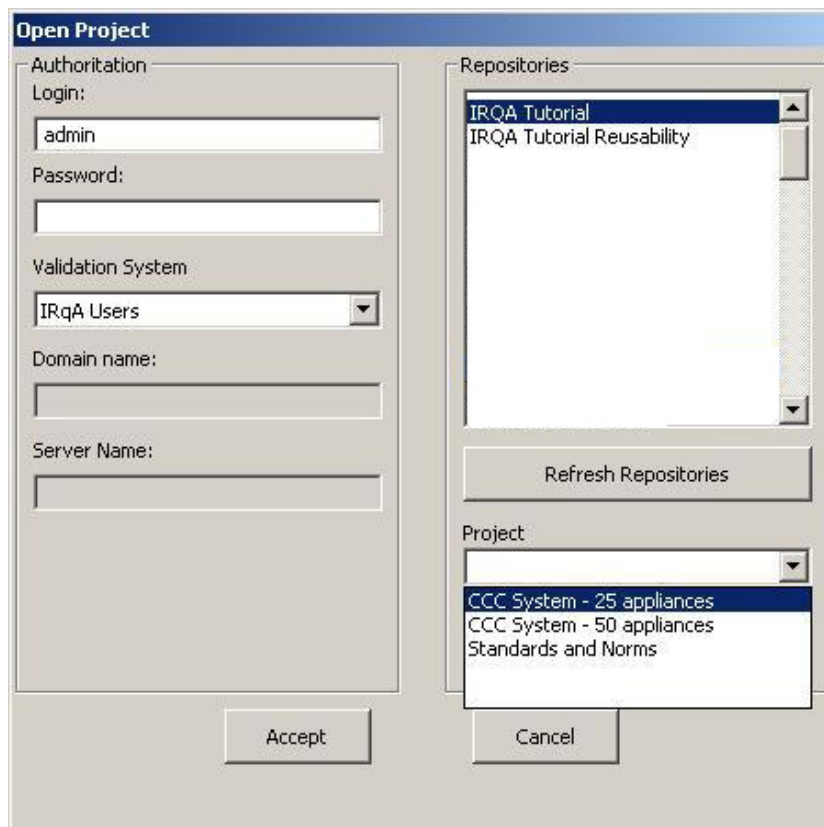 Open Project
Authoritation
Login:
admin
Password:
Validation System
IRqA Users
Domain name:
Server Name:
Repositories
IRQA Tutorial
IRQA Tutorial Reusability
Refresh Repositories
Project
CCC System - 25 appliances
CCC System - 50 appliances
Standards and Norms
Accept
Cancel